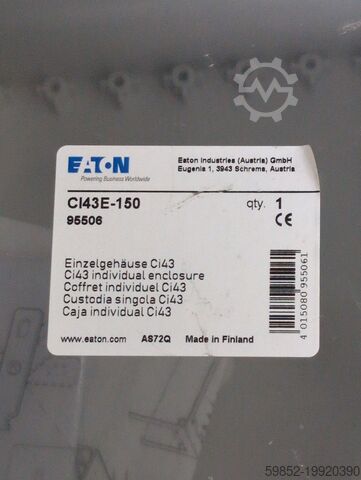 EATON
Powering Business Worldwide
Eaton Industries (Austria) GmbH
Eugenia 1, 3943 Schrems, Austria
CI43E-150
qty. 1
95506
CE
Einzelgehäuse Ci43
Ci43 individual enclosure
Coffret individuel Ci43
Custodia singola Ci43
Caja individual Ci43
4 015080 955061
www.eaton.com AS72Q Made in Finland
59852-19920390